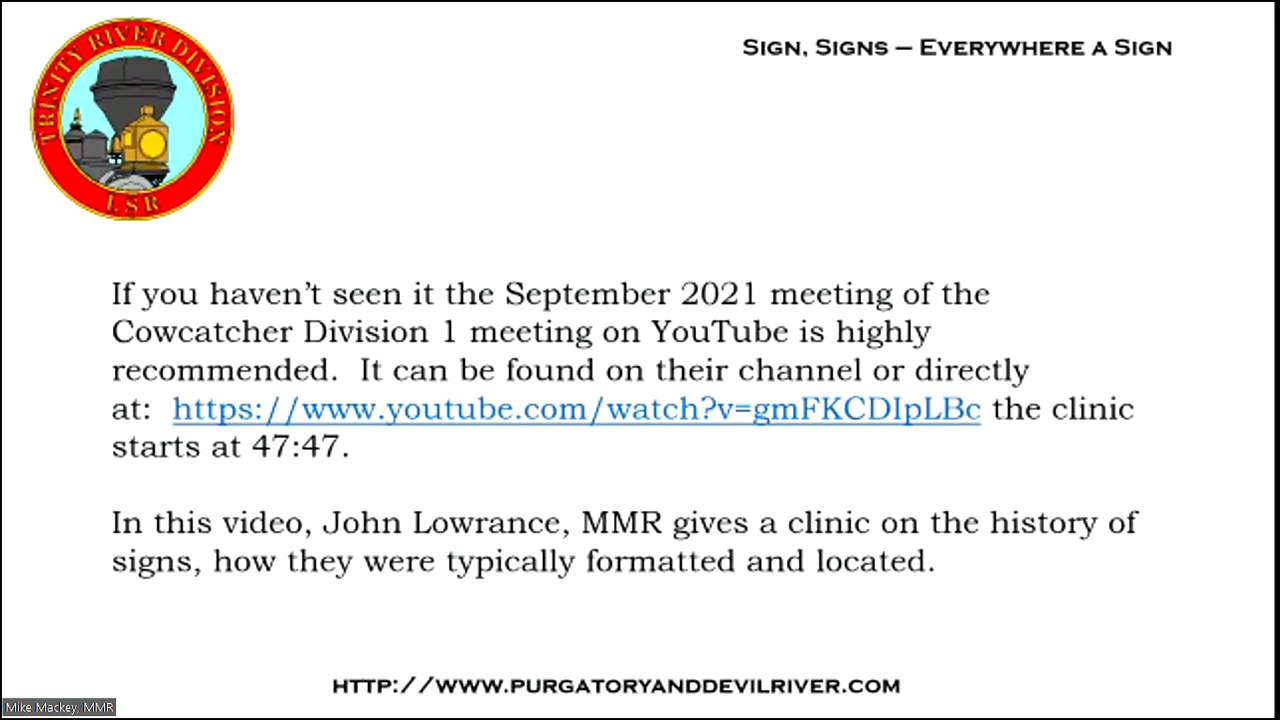 TRINITY RIVER DIVISION
LSR
Sign, Signs – Everywhere a Sign
If you haven’t seen it the September 2021 meeting of the
Cowcatcher Division 1 meeting on YouTube is highly
recommended.  It can be found on their channel or directly
at:  https://www.youtube.com/watch?v=gmFKCDIpLBc the clinic
starts at 47:47.
In this video, John Lowrance, MMR gives a clinic on the history of
signs, how they were typically formatted and located.
HTTP://WWW.PURGATORYANDDEVILRIVER.COM
Mike Mackey, MMR